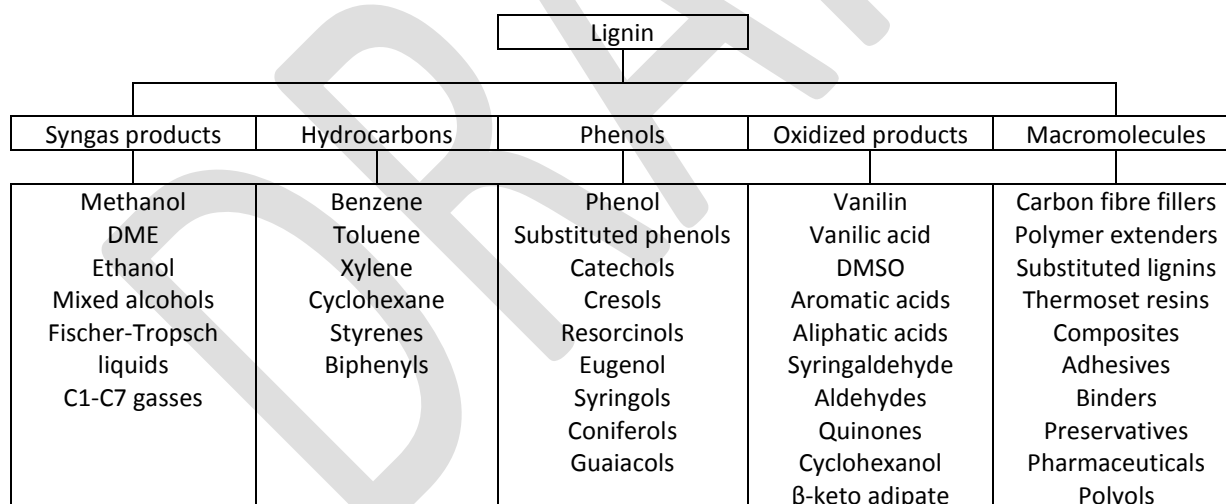 Lignin
Syngas products
Hydrocarbons
Phenols
Oxidized products
Macromolecules
Methanol
DME
Ethanol
Mixed alcohols
Fischer-Tropsch
liquids
C1-C7 gasses
Benzene
Toluene
Xylene
Cyclohexane
Styrenes
Biphenyls
Phenol
Substituted phenols
Catechols
Cresols
Resorcinols
Eugenol
Syringols
Coniferols
Guaiacols
Vanilin
Vanilic acid
DMSO
Aromatic acids
Aliphatic acids
Syringaldehyde
Aldehydes
Quinones
Cyclohexanol
β-keto adipate
Carbon fibre fillers
Polymer extenders
Substituted lignins
Thermoset resins
Composites
Adhesives
Binders
Preservatives
Pharmaceuticals
Polyols